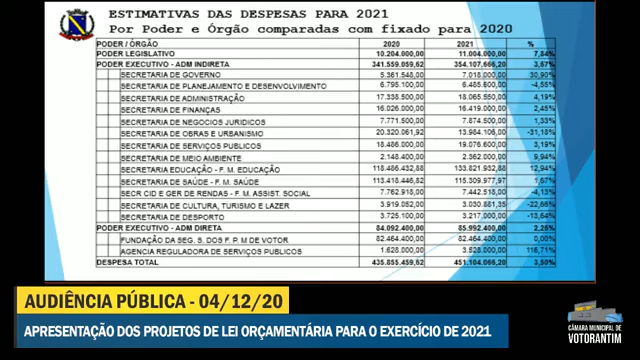 ESTIMATIVAS DAS DESPESAS PARA 2021
Por Poder e Órgão comparadas com fixado para 2020
PODER / ÓRGÃO 2020 2021 %
PODER LEGISLATIVO 10.204.000,00 11.004.000,00 7,84%
PODER EXECUTIVO - ADM INDIRETA 341.559.059,62 354.107.666,20 3,67%
SECRETARIA DE GOVERNO 5.361.548,00 7.018.000,00 30,90%
SECRETARIA DE PLANEJAMENTO E DESENVOLVIMENTO 6.795.100,00 6.485.600,00 -4,55%
SECRETARIA DE ADMINISTRAÇÃO 17.338.500,00 18.065.550,00 4,19%
SECRETARIA DE FINANÇAS 16.026.000,00 16.419.000,00 2,45%
SECRETARIA DE NEGOCIOS JURIDICOS 7.771.500,00 7.874.500,00 1,33%
SECRETARIA DE OBRAS E URBANISMO 20.320.061,92 13.984.106,00 -31,18%
SECRETARIA DE SERVIÇOS PUBLICOS 18.486.000,00 19.076.600,00 3,19%
SECRETARIA DE MEIO AMBIENTE 2.148.400,00 2.362.000,00 9,94%
SECRETARIA EDUCAÇÃO - F. M. EDUCAÇÃO 118.486.432,88 133.821.932,88 12,94%
SECRETARIA DE SAÚDE - F. M. SAÚDE 113.418.446,82 115.309.977,97 1,67%
SECR CID E GER DE RENDAS - F. M. ASSIST. SOCIAL 7.762.918,00 7.442.518,00 -4,13%
SECRETARIA DE CULTURA, TURISMO E LAZER 3.919.052,00 3.030.881,35 -22,66%
SECRETARIA DE DESPORTO 3.725.100,00 3.217.000,00 -13,64%
PODER EXECUTIVO - ADM DIRETA 84.092.400,00 85.992.400,00 2,26%
FUNDAÇÃO DA SEG. S. DOS F. P. M DE VOTOR 82.464.400,00 82.464.400,00 0,00%
AGENCIA REGULADORA DE SERVIÇOS PUBLICOS 1.628.000,00 3.528.000,00 116,71%
DESPESA TOTAL 435.855.459,62 451.104.066,20 3,50%
AUDIÊNCIA PÚBLICA - 04/12/20
APRESENTAÇÃO DOS PROJETOS DE LEI ORÇAMENTÁRIA PARA O EXERCÍCIO DE 2021
CÂMARA MUNICIPAL DE
VOTORANTIM